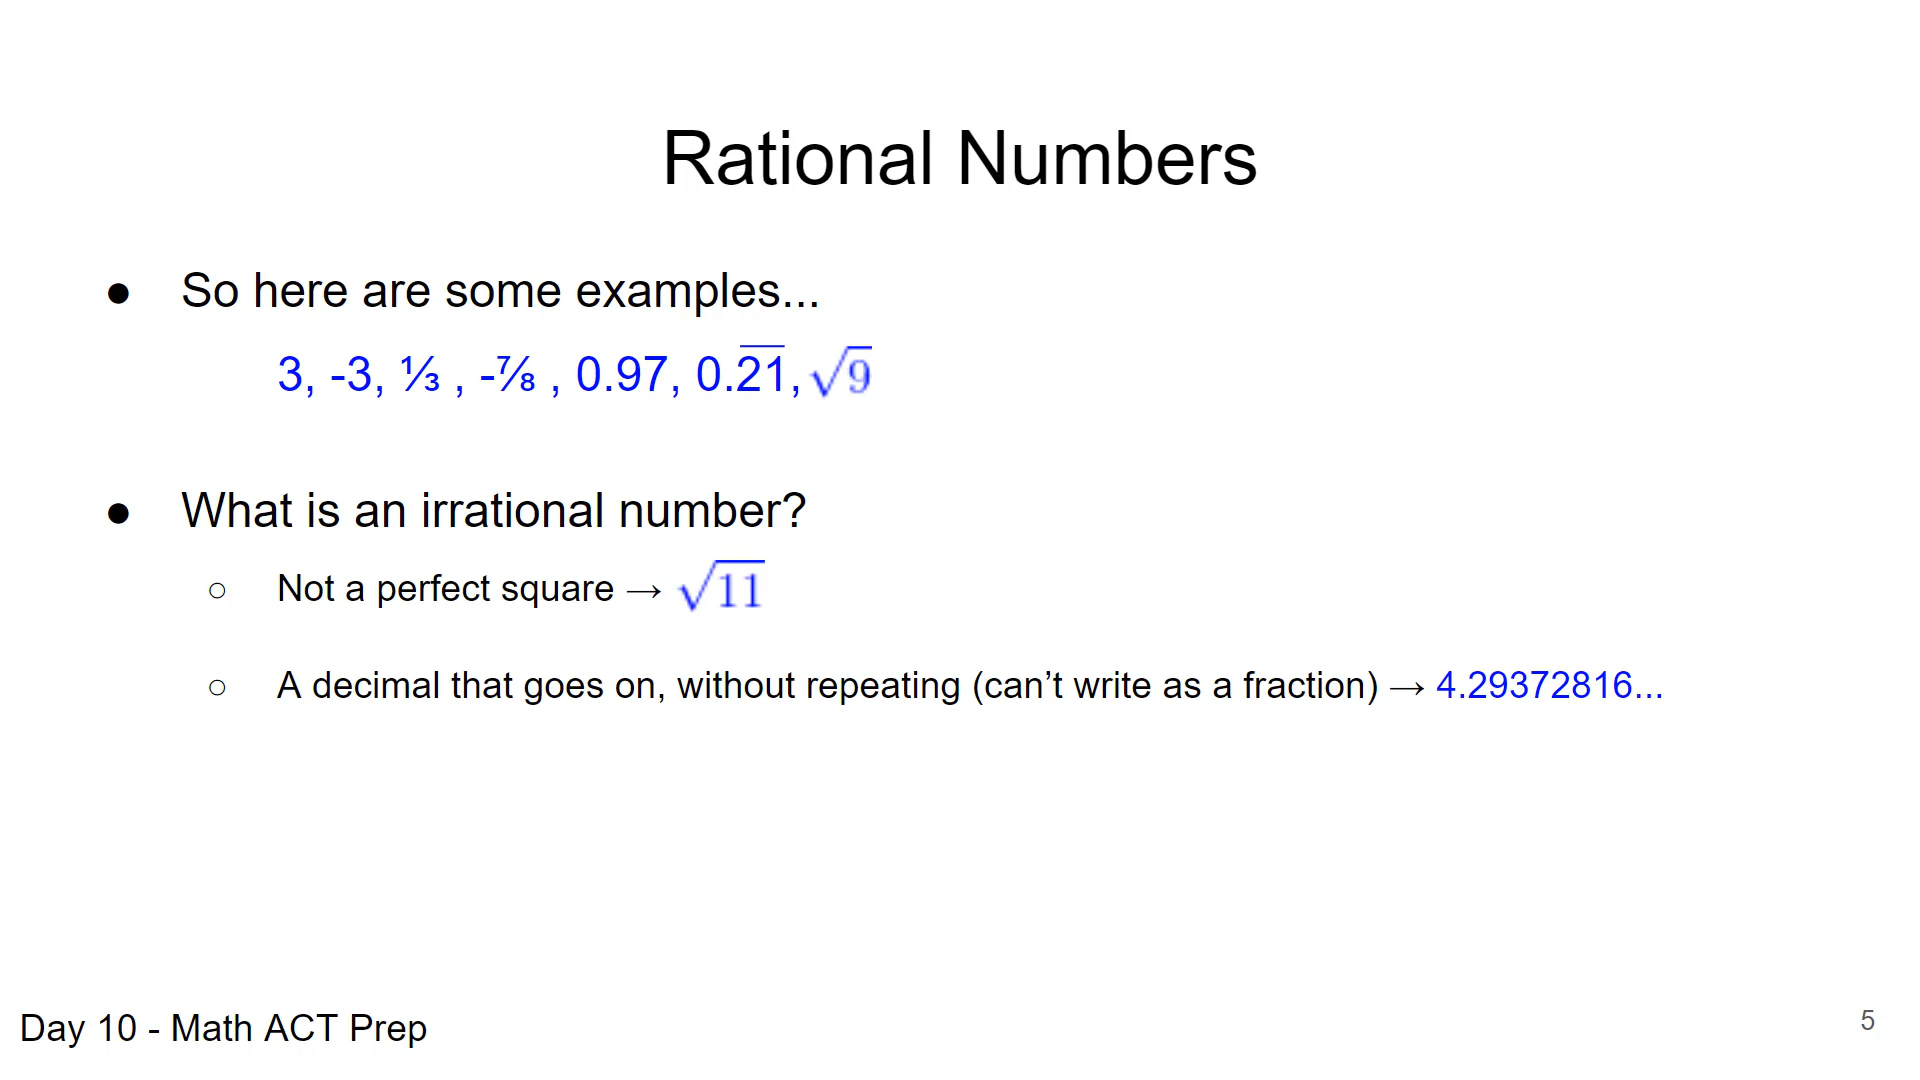 Rational Numbers
● So here are some examples...
3, -3, ⅓ , -⅞ , 0.97, 0.2̅1̅, √9
● What is an irrational number?
○ Not a perfect square → √11
○ A decimal that goes on, without repeating (can’t write as a fraction) → 4.29372816...
Day 10 - Math ACT Prep
5